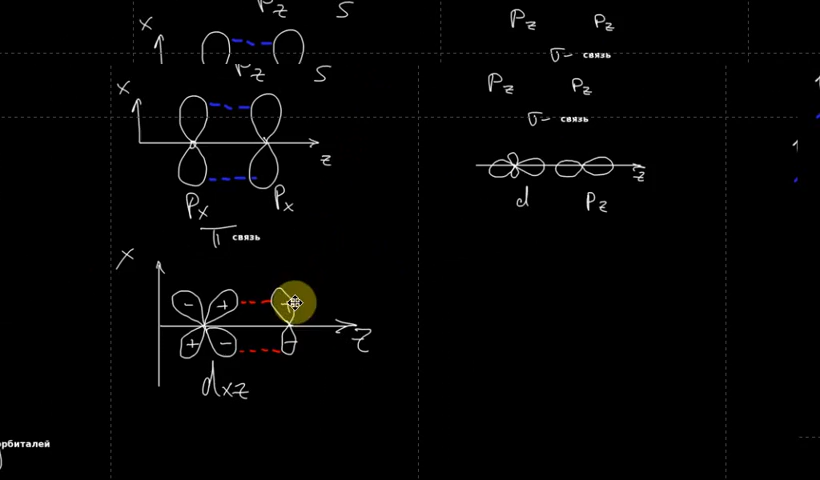 Pz S
Pz Pz
x
σ- связь
Pz S
Pz Pz
x
σ- связь
z
z
Px Px
d Pz
π связь
x
- + +
z
+ - -
dxz
орбиталей